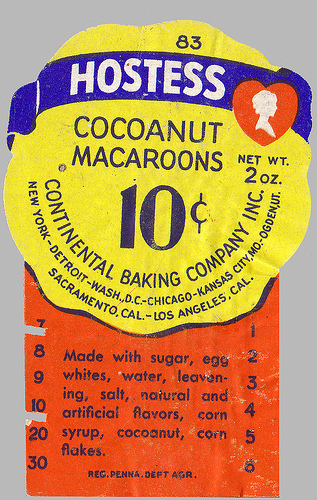 83
HOSTESS
COCOANUT
MACAROONS
NET WT.
2 OZ.
10¢
CONTINENTAL BAKING COMPANY INC.
NEW YORK-DETROIT-WASH., D.C.-CHICAGO-KANSAS CITY, MO.-OGDEN, UT.
SACRAMENTO, CAL.-LOS ANGELES, CAL.
7
8
9
10
20
30
Made with sugar, egg
whites, water, leaven-
ing, salt, natural and
artificial flavors, corn
syrup, cocoanut, corn
flakes.
1
2
3
4
5
6
REG. PENNA. DEPT AGR.